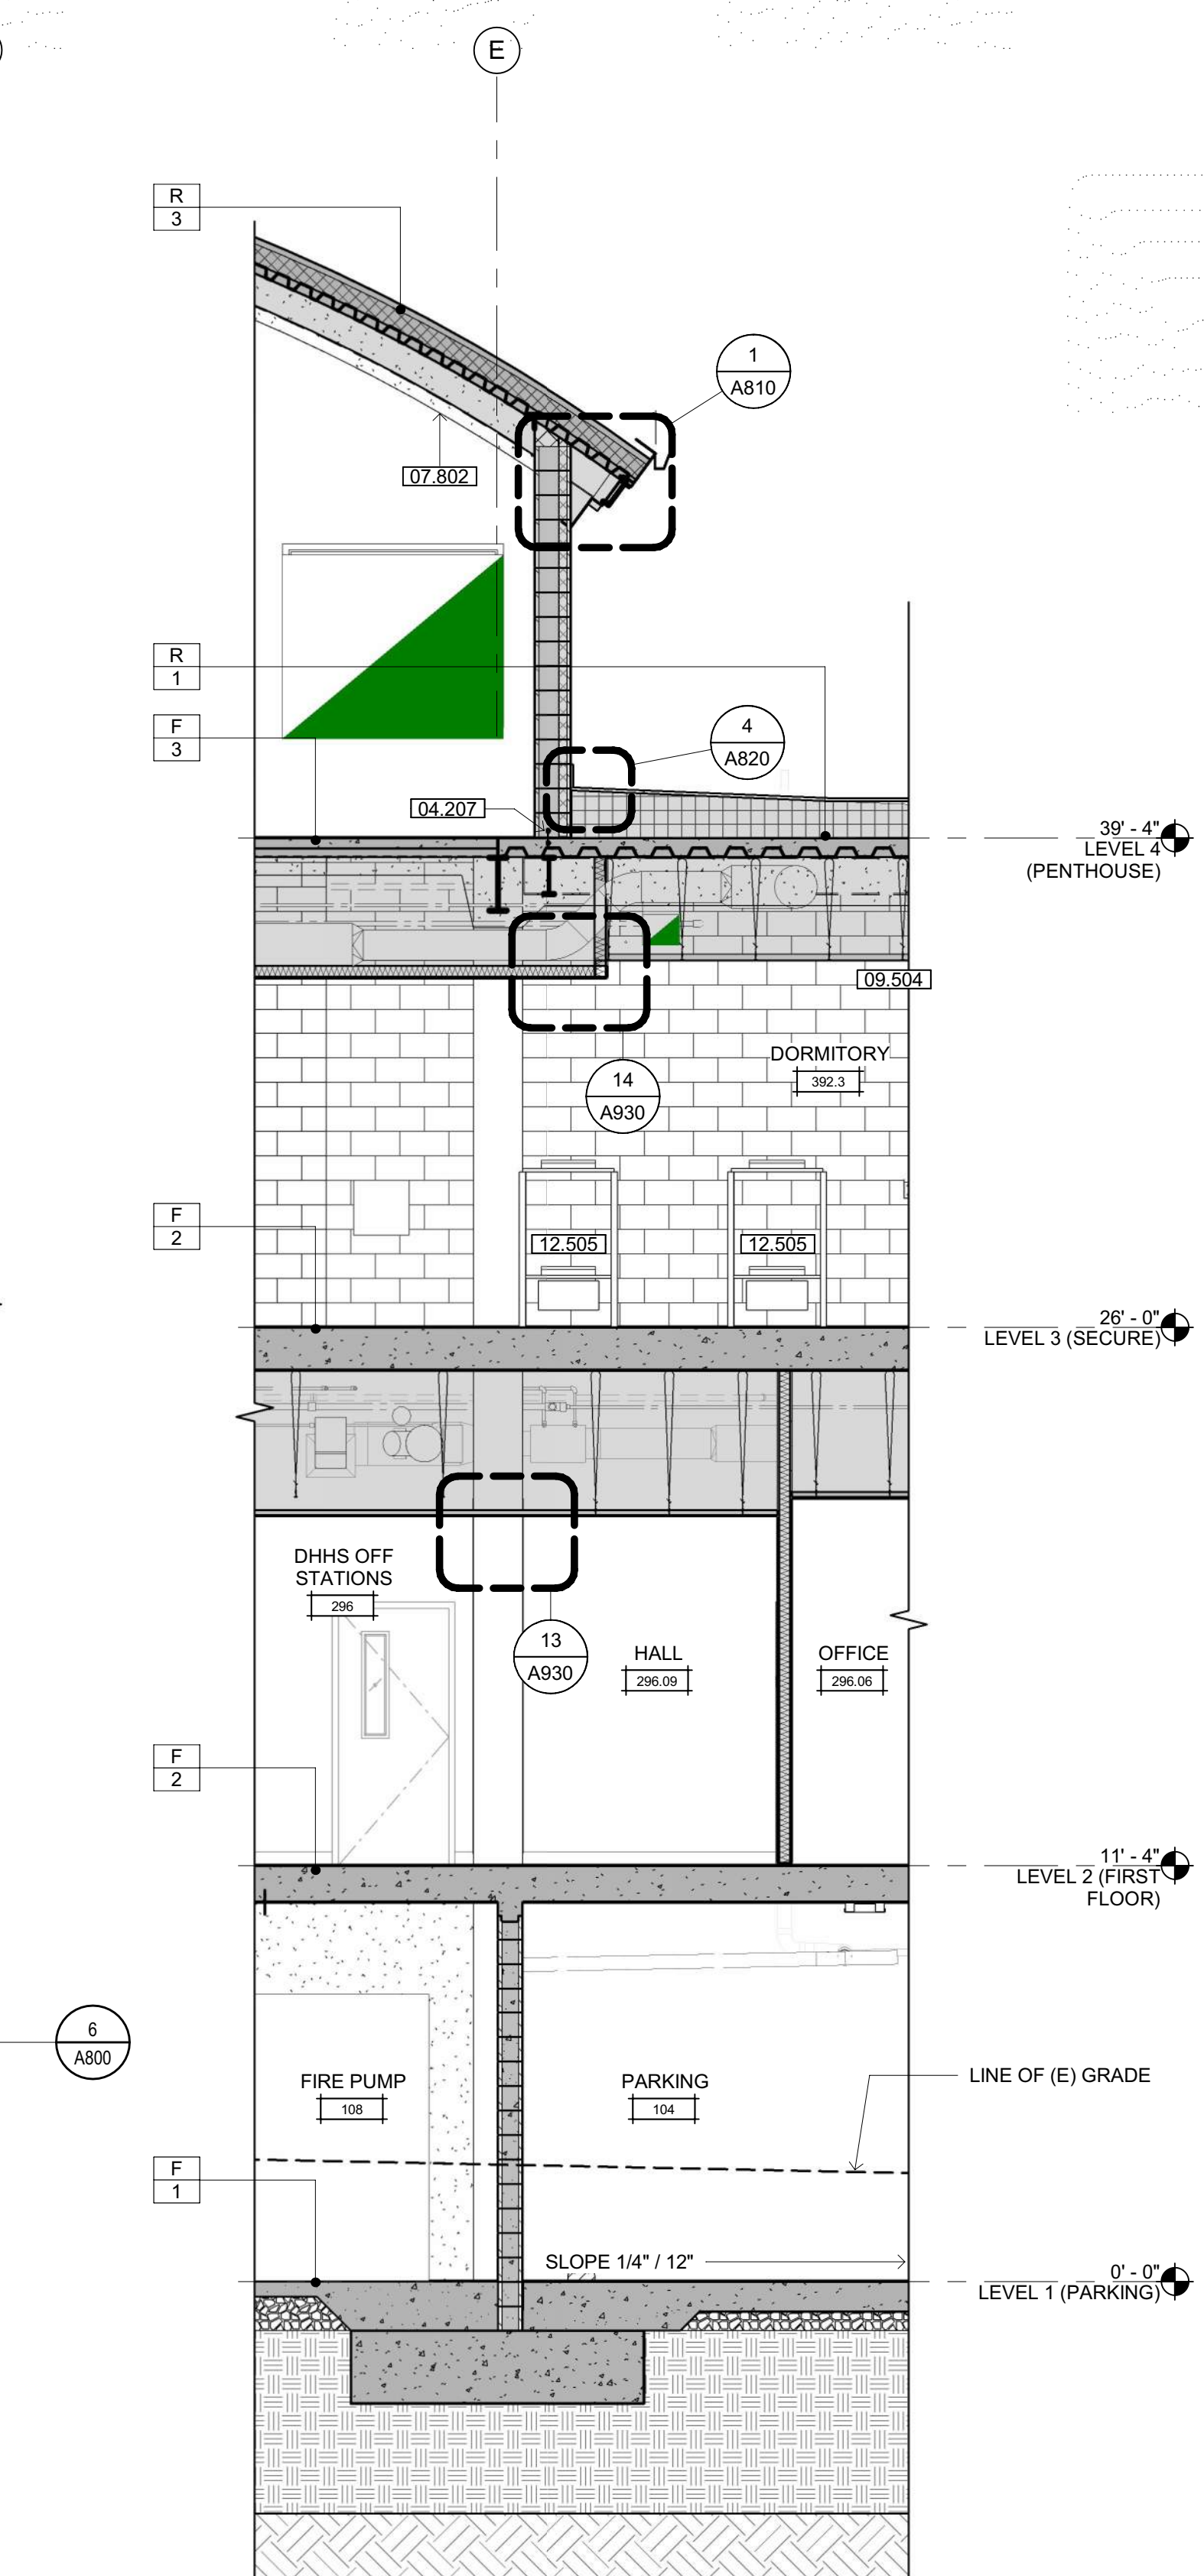 E
R
3
1
A810
07.802
R
1
F
3
4
A820
04.207
39' - 4"
LEVEL 4
(PENTHOUSE)
09.504
DORMITORY
392.3
14
A930
F
2
12.505
12.505
26' - 0"
LEVEL 3 (SECURE)
DHHS OFF
STATIONS
296
13
A930
HALL
296.09
OFFICE
296.06
F
2
11' - 4"
LEVEL 2 (FIRST
FLOOR)
6
A800
FIRE PUMP
108
PARKING
104
LINE OF (E) GRADE
F
1
SLOPE 1/4" / 12"
0' - 0"
LEVEL 1 (PARKING)